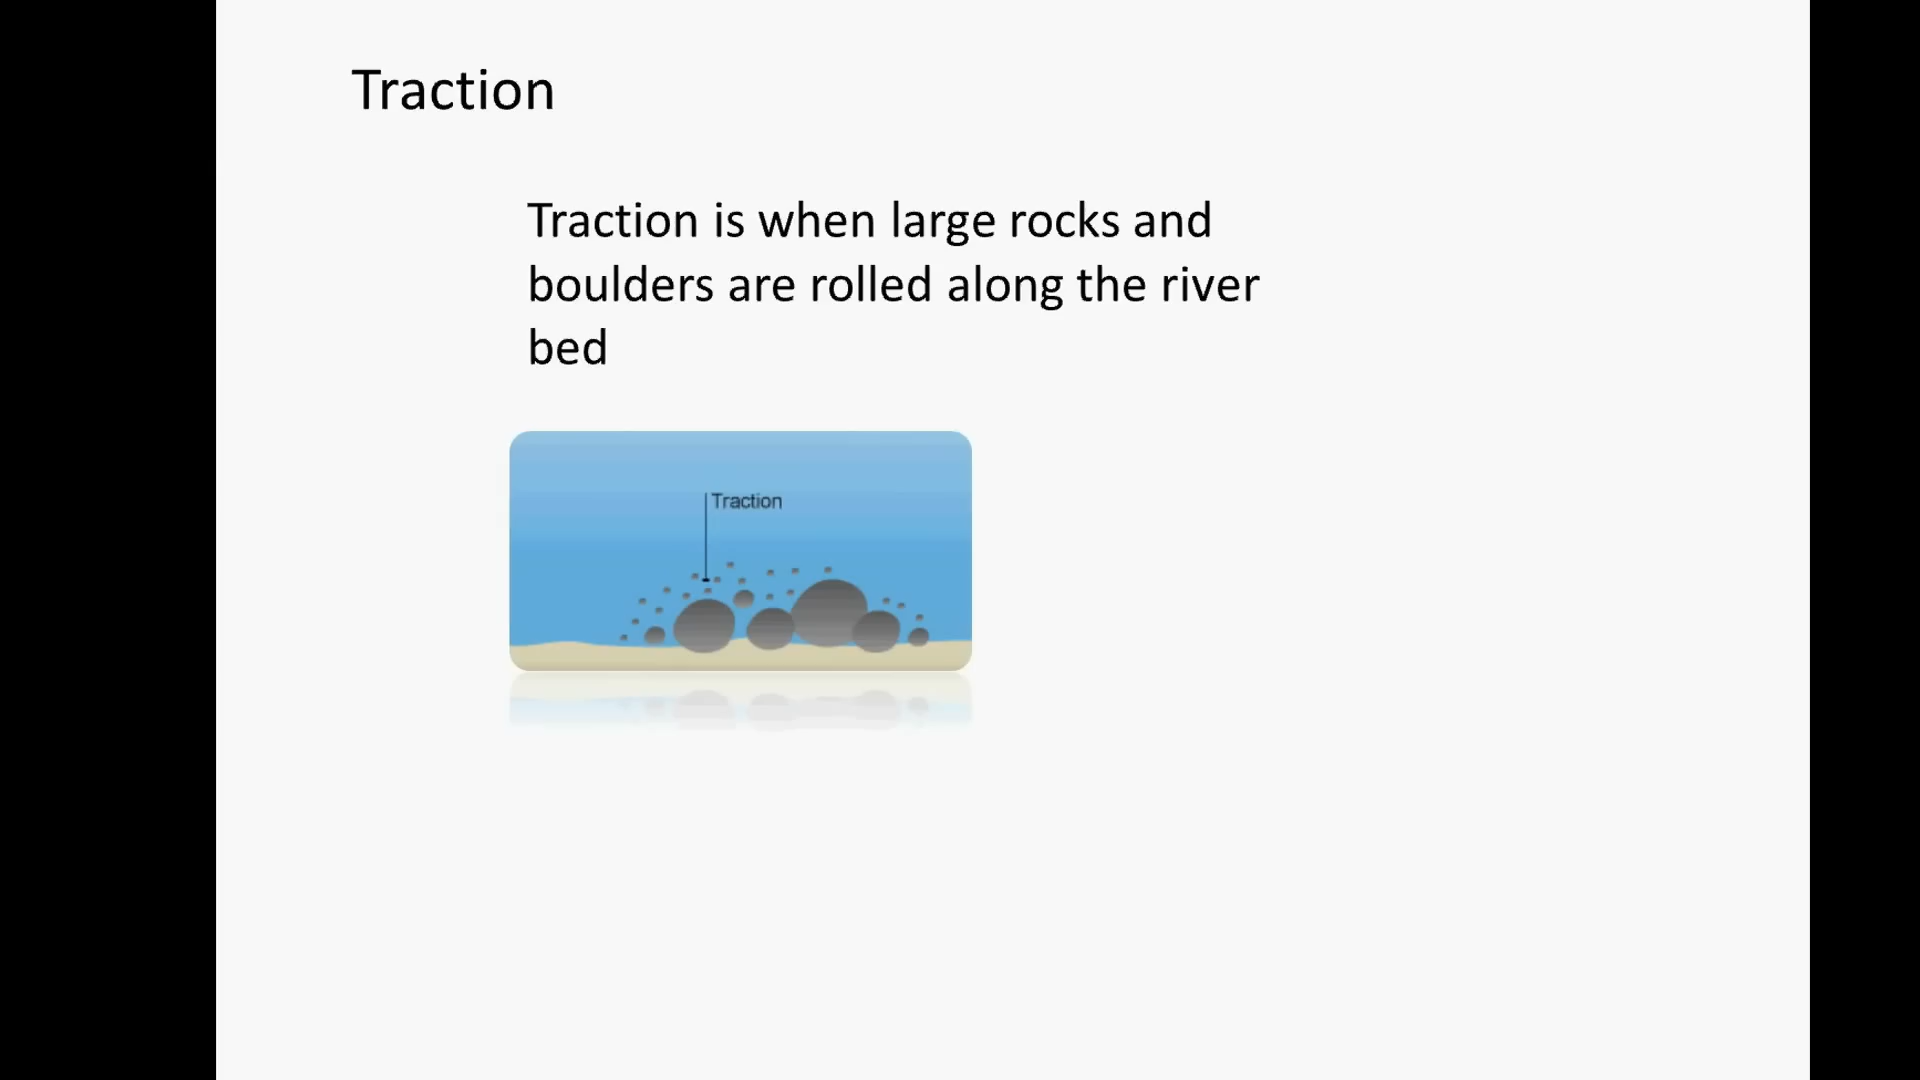 Traction
Traction is when large rocks and
boulders are rolled along the river
bed
Traction